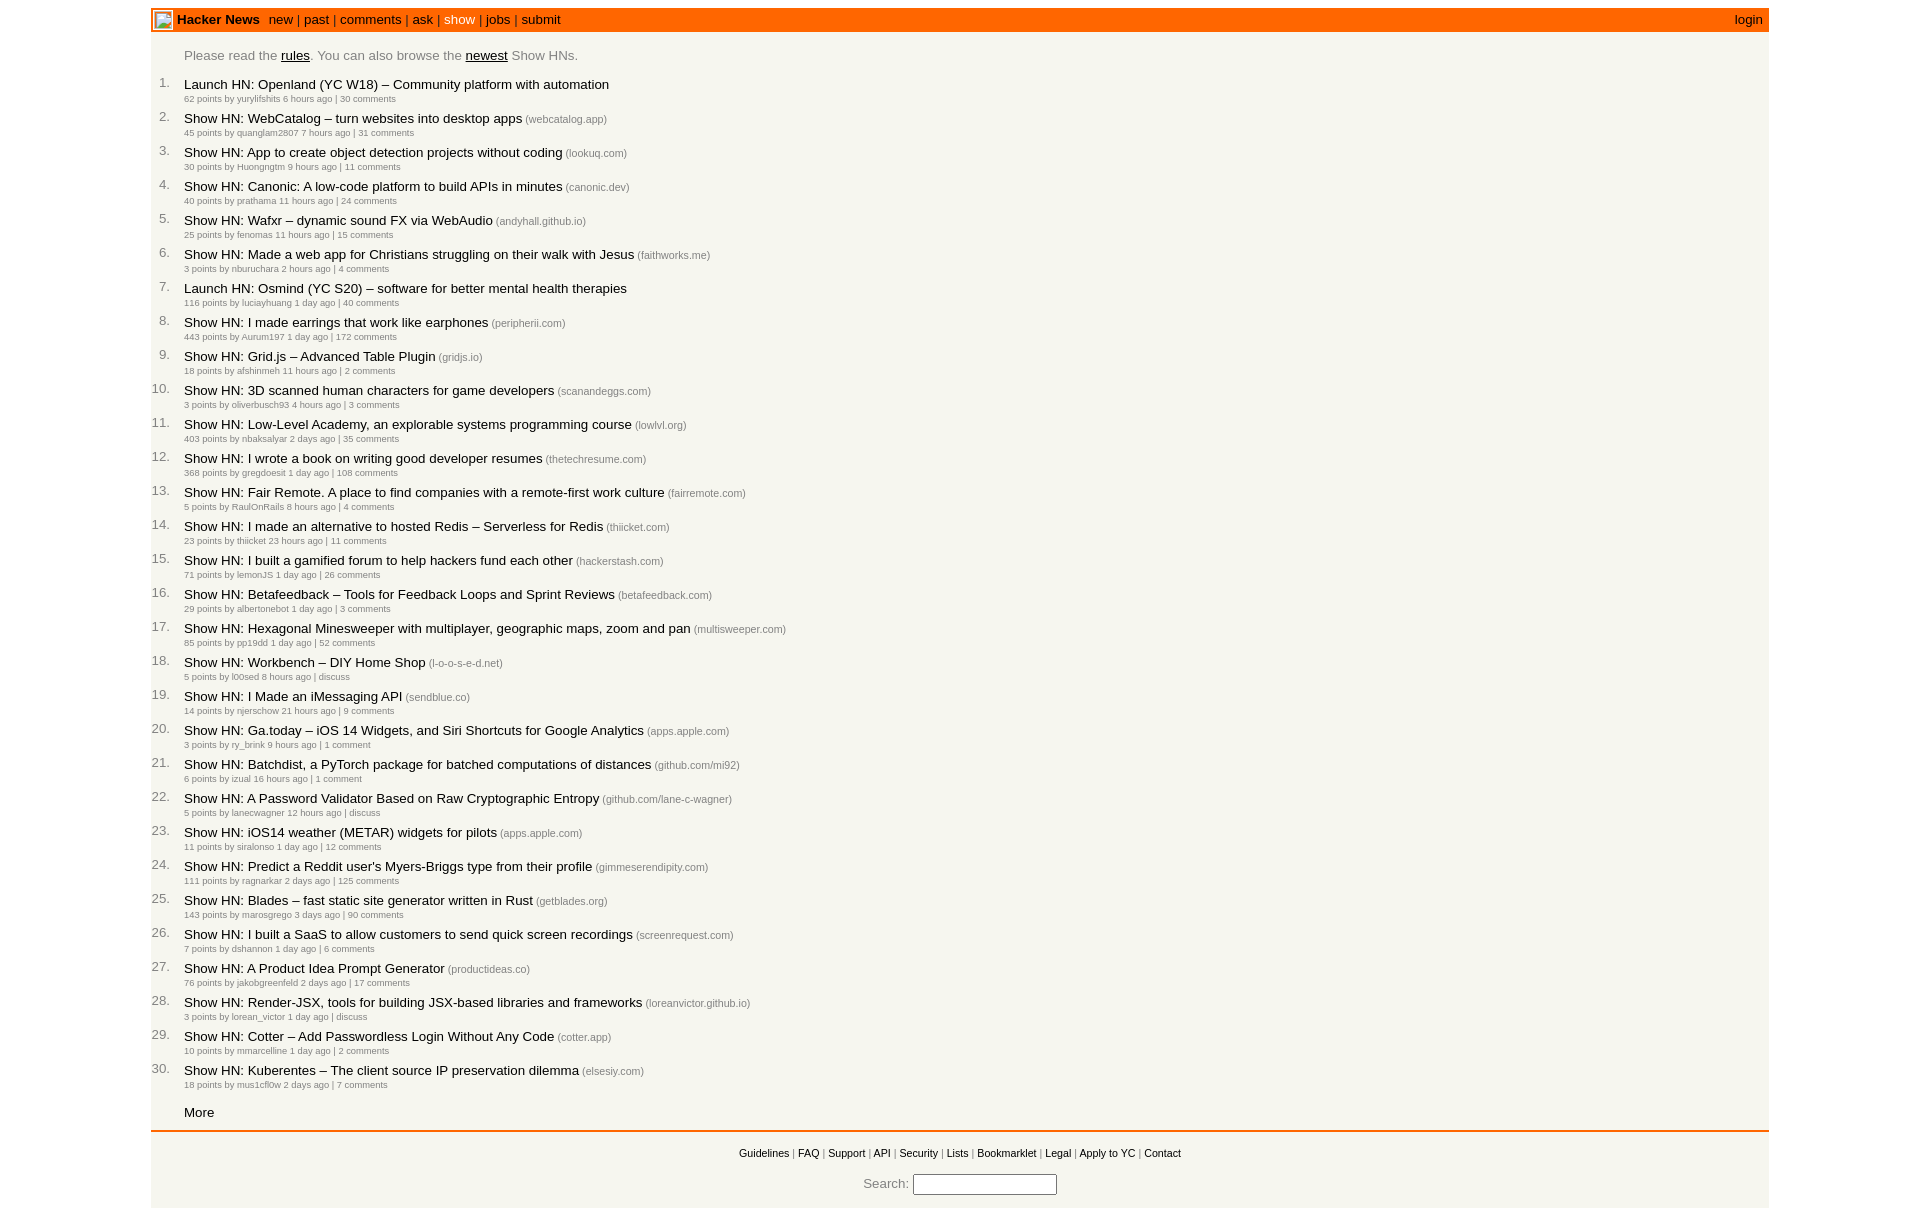 Hacker News new | past | comments | ask | show | jobs | submit login
Please read the rules. You can also browse the newest Show HNs.
1. Launch HN: Openland (YC W18) – Community platform with automation
62 points by yurylifshits 6 hours ago | 30 comments
2. Show HN: WebCatalog – turn websites into desktop apps (webcatalog.app)
45 points by quanglam2807 7 hours ago | 31 comments
3. Show HN: App to create object detection projects without coding (lookuq.com)
30 points by Huongngtm 9 hours ago | 11 comments
4. Show HN: Canonic: A low-code platform to build APIs in minutes (canonic.dev)
40 points by prathama 11 hours ago | 24 comments
5. Show HN: Wafxr – dynamic sound FX via WebAudio (andyhall.github.io)
25 points by fenomas 11 hours ago | 15 comments
6. Show HN: Made a web app for Christians struggling on their walk with Jesus (faithworks.me)
3 points by nburuchara 2 hours ago | 4 comments
7. Launch HN: Osmind (YC S20) – software for better mental health therapies
116 points by luciayhuang 1 day ago | 40 comments
8. Show HN: I made earrings that work like earphones (peripherii.com)
443 points by Aurum197 1 day ago | 172 comments
9. Show HN: Grid.js – Advanced Table Plugin (gridjs.io)
18 points by afshinmeh 11 hours ago | 2 comments
10. Show HN: 3D scanned human characters for game developers (scanandeggs.com)
3 points by oliverbusch93 4 hours ago | 3 comments
11. Show HN: Low-Level Academy, an explorable systems programming course (lowlvl.org)
403 points by nbaksalyar 2 days ago | 35 comments
12. Show HN: I wrote a book on writing good developer resumes (thetechresume.com)
368 points by gregdoesit 1 day ago | 108 comments
13. Show HN: Fair Remote. A place to find companies with a remote-first work culture (fairremote.com)
5 points by RaulOnRails 8 hours ago | 4 comments
14. Show HN: I made an alternative to hosted Redis – Serverless for Redis (thiicket.com)
23 points by thiicket 23 hours ago | 11 comments
15. Show HN: I built a gamified forum to help hackers fund each other (hackerstash.com)
71 points by lemonJS 1 day ago | 26 comments
16. Show HN: Betafeedback – Tools for Feedback Loops and Sprint Reviews (betafeedback.com)
29 points by albertonebot 1 day ago | 3 comments
17. Show HN: Hexagonal Minesweeper with multiplayer, geographic maps, zoom and pan (multisweeper.com)
85 points by pp19dd 1 day ago | 52 comments
18. Show HN: Workbench – DIY Home Shop (l-o-o-s-e-d.net)
5 points by l00sed 8 hours ago | discuss
19. Show HN: I Made an iMessaging API (sendblue.co)
14 points by njerschow 21 hours ago | 9 comments
20. Show HN: Ga.today – iOS 14 Widgets, and Siri Shortcuts for Google Analytics (apps.apple.com)
3 points by ry_brink 9 hours ago | 1 comment
21. Show HN: Batchdist, a PyTorch package for batched computations of distances (github.com/mi92)
6 points by izual 16 hours ago | 1 comment
22. Show HN: A Password Validator Based on Raw Cryptographic Entropy (github.com/lane-c-wagner)
5 points by lanecwagner 12 hours ago | discuss
23. Show HN: iOS14 weather (METAR) widgets for pilots (apps.apple.com)
11 points by siralonso 1 day ago | 12 comments
24. Show HN: Predict a Reddit user's Myers-Briggs type from their profile (gimmeserendipity.com)
111 points by ragnarkar 2 days ago | 125 comments
25. Show HN: Blades – fast static site generator written in Rust (getblades.org)
143 points by marosgrego 3 days ago | 90 comments
26. Show HN: I built a SaaS to allow customers to send quick screen recordings (screenrequest.com)
7 points by dshannon 1 day ago | 6 comments
27. Show HN: A Product Idea Prompt Generator (productideas.co)
76 points by jakobgreenfeld 2 days ago | 17 comments
28. Show HN: Render-JSX, tools for building JSX-based libraries and frameworks (loreanvictor.github.io)
3 points by lorean_victor 1 day ago | discuss
29. Show HN: Cotter – Add Passwordless Login Without Any Code (cotter.app)
10 points by mmarcelline 1 day ago | 2 comments
30. Show HN: Kuberentes – The client source IP preservation dilemma (elsesiy.com)
18 points by mus1cfl0w 2 days ago | 7 comments
More
Guidelines | FAQ | Support | API | Security | Lists | Bookmarklet | Legal | Apply to YC | Contact
Search: